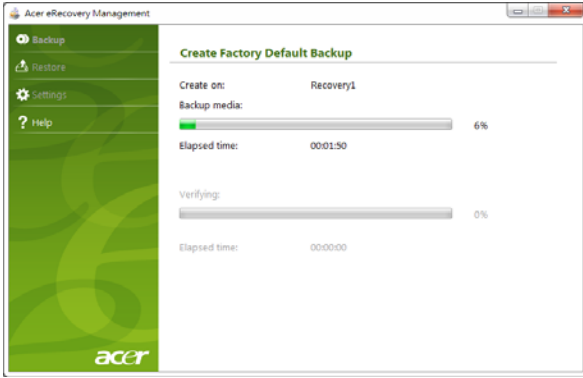 Acer eRecovery Management
Backup
Restore
Settings
? Help
Create Factory Default Backup
Create on: Recovery1
Backup media:
6%
Elapsed time: 00:01:50
Verifying:
0%
Elapsed time: 00:00:00
acer